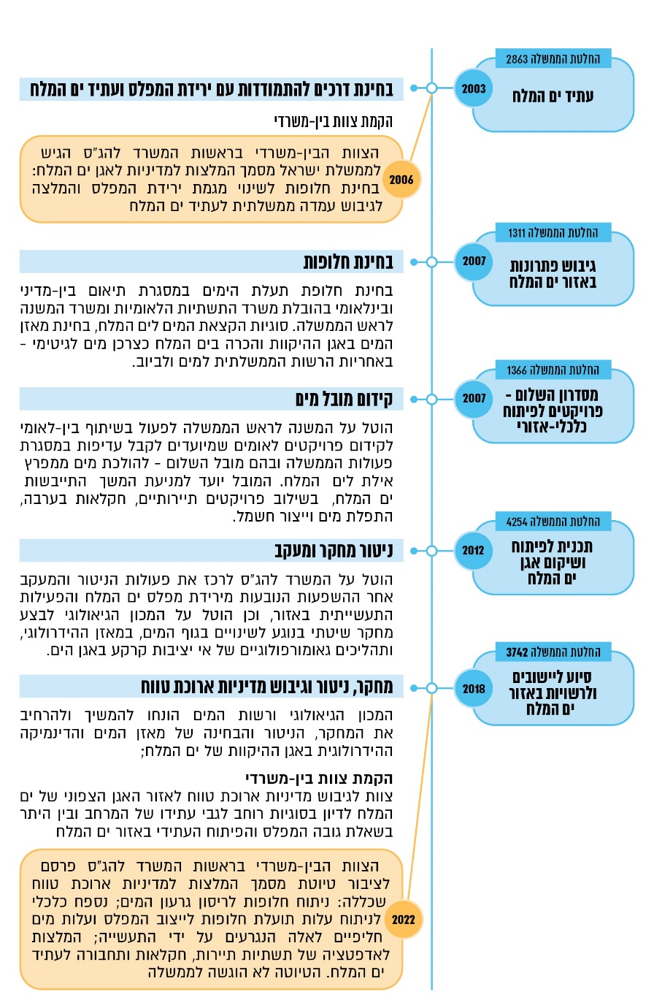 החלטת הממשלה 2863
2003
עתיד ים המלח
בחינת דרכים להתמודדות עם ירידת המפלס ועתיד ים המלח
הקמת צוות בין-משרדי
2006
הצוות הבין-משרדי בראשות המשרד להג"ס הגיש
לממשלת ישראל מסמך המלצות למדיניות לאגן ים המלח:
בחינת חלופות לשינוי מגמת ירידת המפלס והמלצה
לגיבוש עמדה ממשלתית לעתיד ים המלח
החלטת הממשלה 1311
2007
גיבוש פתרונות
באזור ים המלח
בחינת חלופות
בחינת חלופת תעלת הימים במסגרת תיאום בין-מדיני
ובינלאומי בהובלת משרד התשתיות הלאומיות ומשרד המשנה
לראש הממשלה. סוגיות הקצאת המים לים המלח, בחינת מאזן
המים באגן ההיקוות והכרה בים המלח כצרכן מים לגיטימי -
באחריות הרשות הממשלתית למים ולביוב.
החלטת הממשלה 1366
2007
מסדרון השלום -
פרויקטים לפיתוח
כלכלי-אזורי
קידום מובל מים
הוטל על המשנה לראש הממשלה לפעול בשיתוף בין-לאומי
לקידום פרויקטים לאומים שמיועדים לקבל עדיפות במסגרת
פעולות הממשלה ובהם מובל השלום - להולכת מים ממפרץ
אילת לים המלח. המובל יועד למניעת המשך התייבשות
ים המלח, בשילוב פרויקטים תיירותיים, חקלאות בערבה,
התפלת מים וייצור חשמל.
החלטת הממשלה 4254
2012
תכנית לפיתוח
ושיקום אגן
ים המלח
ניטור מחקר ומעקב
הוטל על המשרד להג"ס לרכז את פעולות הניטור והמעקב
אחר ההשפעות הנובעות מירידת מפלס ים המלח והפעילות
התעשייתית באזור, וכן הוטל על המכון הגיאולוגי לבצע
מחקר שיטתי בנוגע לשינויים בגוף המים, במאזן ההידרולוגי,
ותהליכים גאומורפולוגיים של אי יציבות קרקע באגן הים.
החלטת הממשלה 3742
2018
סיוע ליישובים
ולרשויות באזור
ים המלח
מחקר, ניטור וגיבוש מדיניות ארוכת טווח
המכון הגיאולוגי ורשות המים הונחו להמשיך ולהרחיב
את המחקר, הניטור והבחינה של מאזן המים והדינמיקה
ההידרולוגית באגן ההיקוות של ים המלח;
הקמת צוות בין-משרדי
צוות לגיבוש מדיניות ארוכת טווח לאזור האגן הצפוני של ים
המלח לדיון בסוגיות רוחב לגבי עתידו של המרחב ובין היתר
בשאלת גובה המפלס והפיתוח העתידי באזור ים המלח
2022
הצוות הבין-משרדי בראשות המשרד להג"ס פרסם
לציבור טיוטת מסמך המלצות למדיניות ארוכת טווח
שכללה: ניתוח חלופות לריסון גרעון המים; נספח כלכלי
לניתוח עלות תועלת חלופות לייצוב המפלס ועלות מים
חליפיים לאלה הנגרעים על ידי התעשייה; המלצות
לאדפטציה של תשתיות תיירות, חקלאות ותחבורה לעתיד
ים המלח. הטיוטה לא הוגשה לממשלה